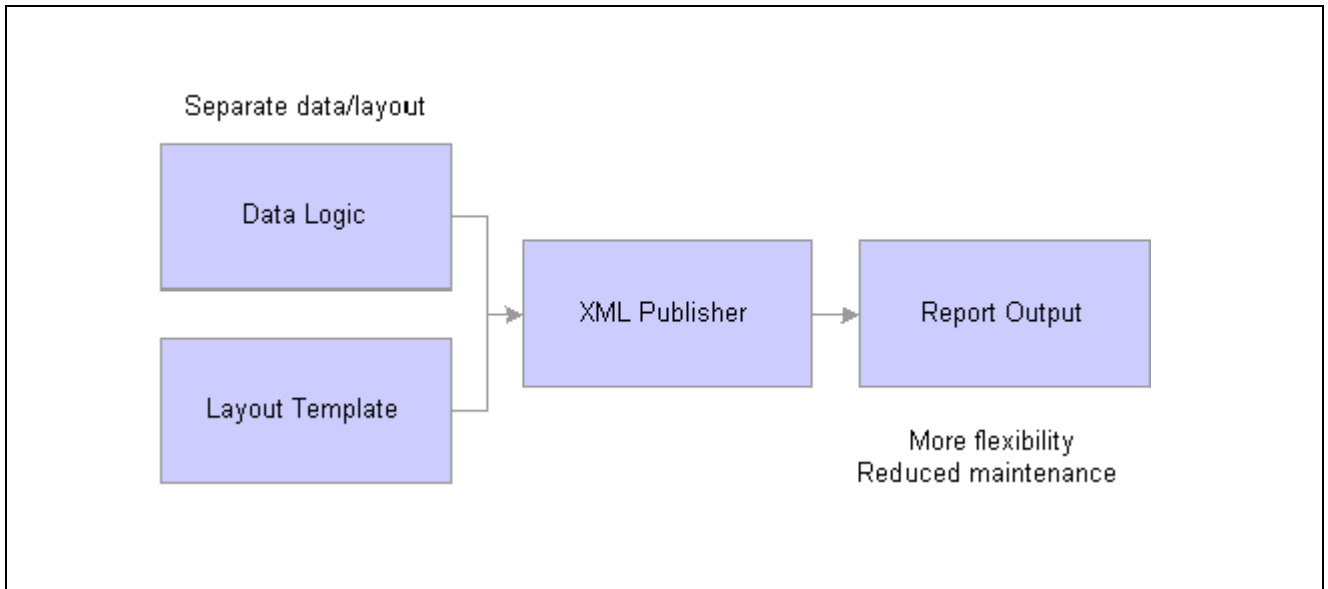 Separate data/layout
Data Logic
Layout Template
XML Publisher
Report Output
More flexibility
Reduced maintenance